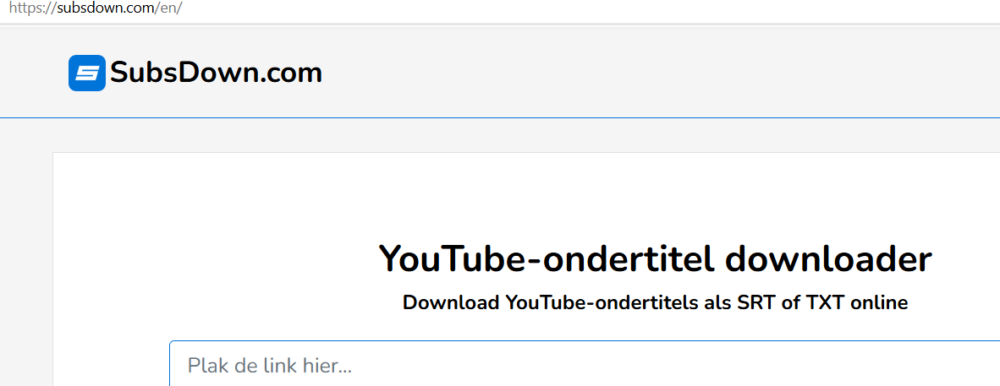 https://subsdown.com/en/
SubsDown.com
YouTube-ondertitel downloader
Download YouTube-ondertitels als SRT of TXT online
Plak de link hier...